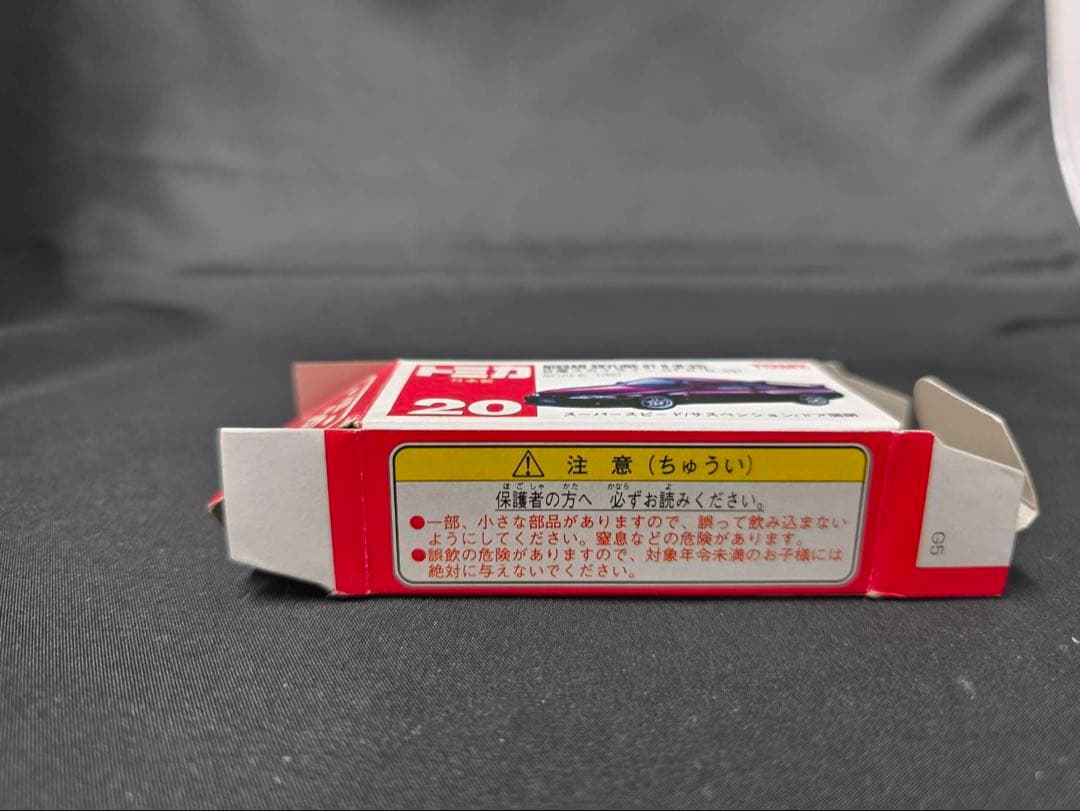 トミカ
日本製
20
NISSAN SKYLINE
TOMY
スーパースピード/サスペンション/ドア開閉
注 意 (ちゅうい)
ほごしゃ かた かなら よ
保護者の方へ 必ずお読みください。
●一部、小さな部品がありますので、誤って飲み込まない
ようにしてください。窒息などの危険があります。
●誤飲の危険がありますので、対象年令未満のお子様には
絶対に与えないでください。
G5